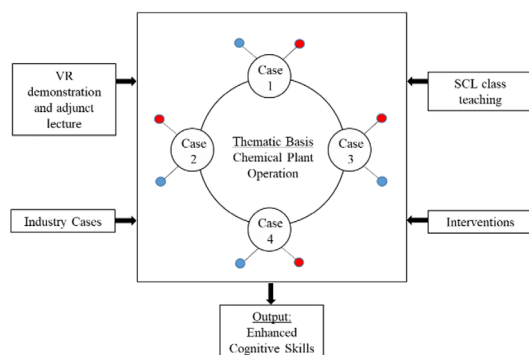 VR
demonstration
and adjunct
lecture
Case
1
SCL class
teaching
Case
2
Thematic Basis
Chemical Plant
Operation
Case
3
Industry Cases
Case
4
Interventions
Output:
Enhanced
Cognitive Skills